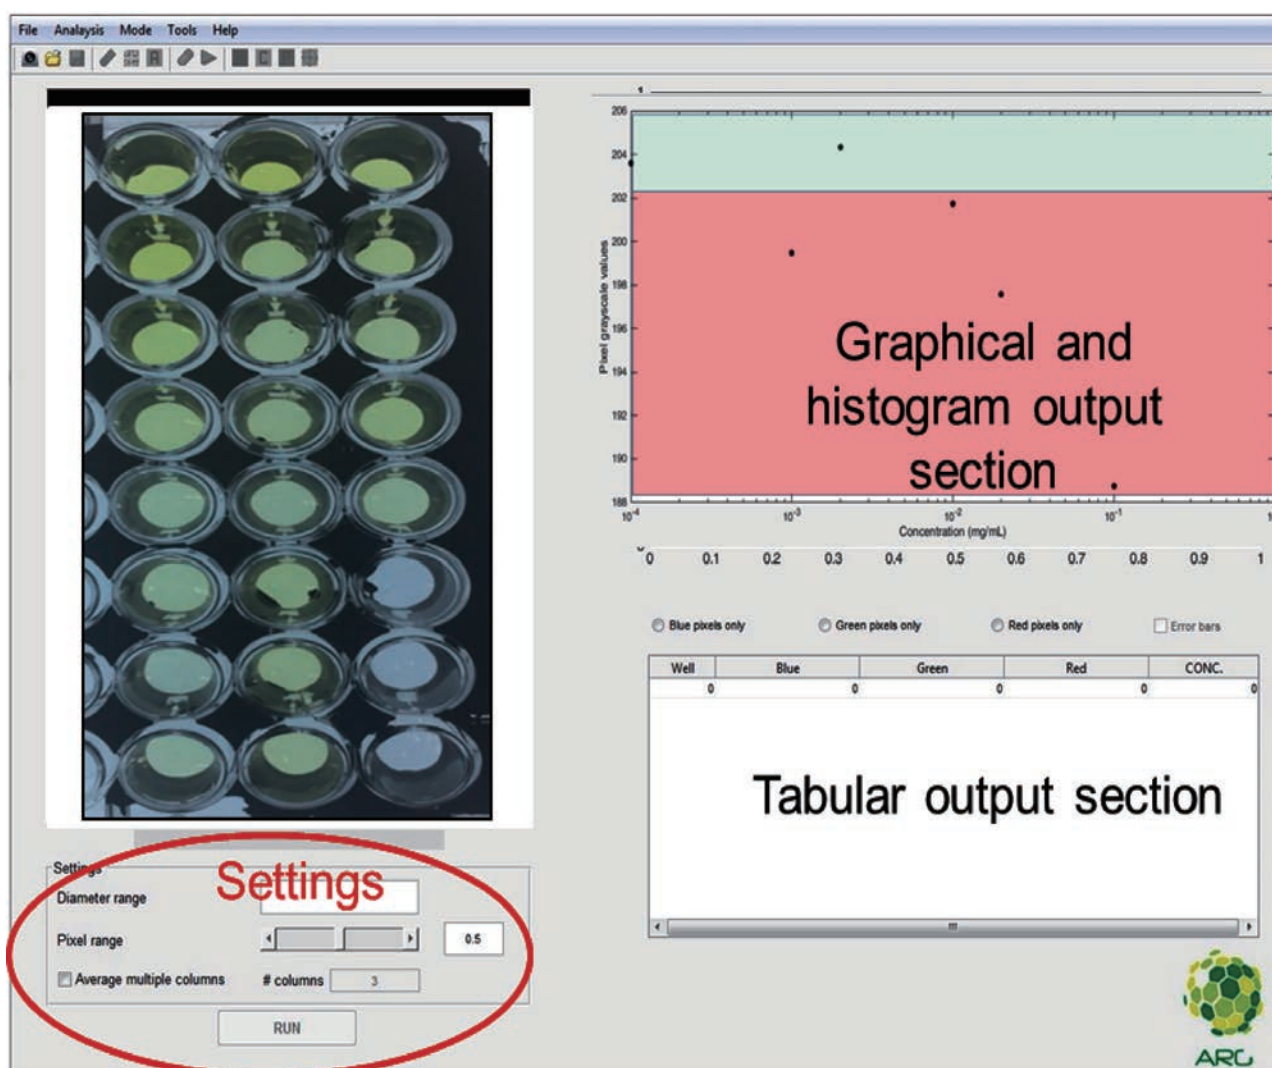 File Analaysis Mode Tools Help
1
206
204
202
200
198
196
194
192
190
188
Pixel grayscale values
Graphical and
histogram output
section
10⁻⁴ 10⁻³ 10⁻² 10⁻¹
Concentration (mg/mL)
0 0.1 0.2 0.3 0.4 0.5 0.6 0.7 0.8 0.9 1
Blue pixels only Green pixels only Red pixels only Error bars
Well Blue Green Red CONC.
0 0 0 0 0
Tabular output section
Settings
Settings
Diameter range
Pixel range 0.5
Average multiple columns # columns 3
RUN
ARG